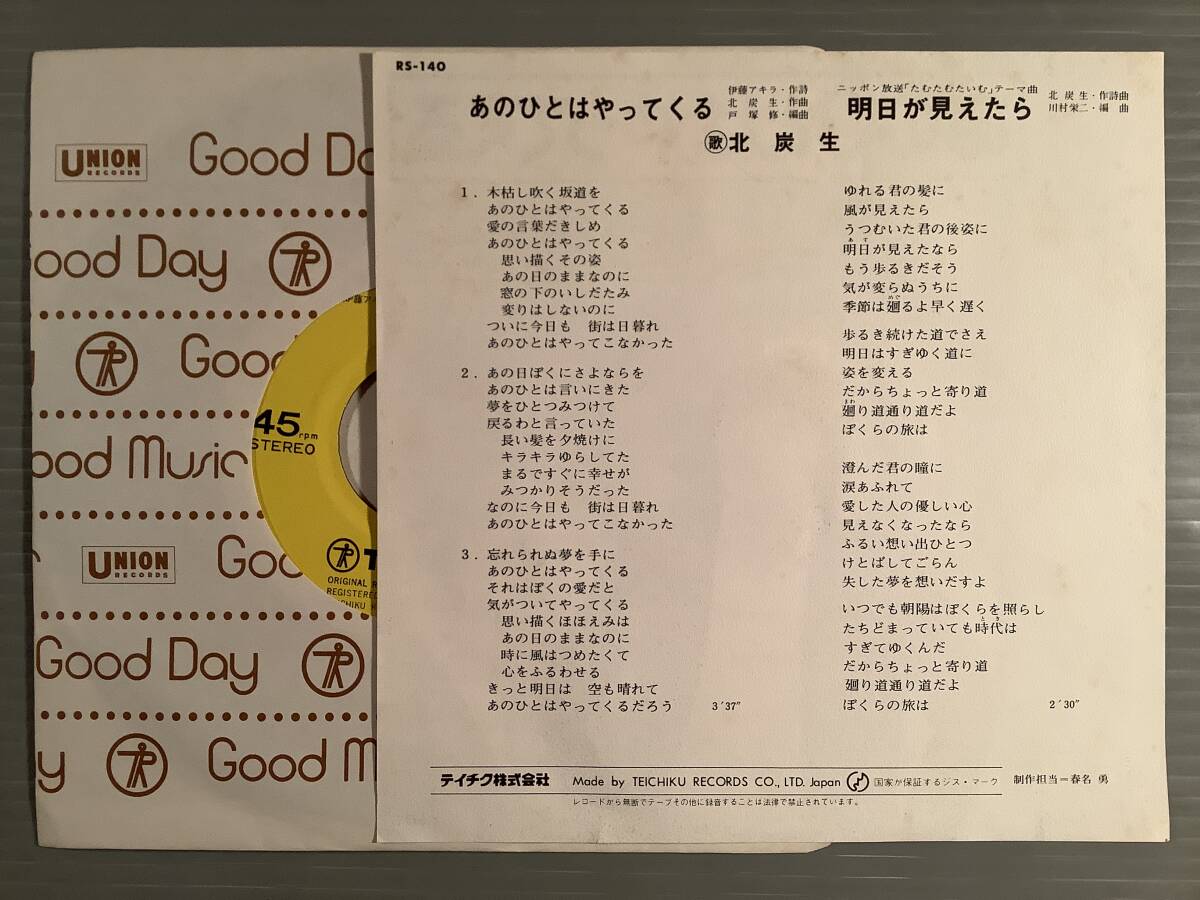 RS-140
あのひとはやってくる
伊藤アキラ・作詩
北 炭 生・作曲
戸 塚 修・編曲
ニッポン放送「たむたむたいむ」テーマ曲
明日が見えたら
北 炭 生・作詩曲
川村栄二・編 曲
歌 北 炭 生
1. 木枯し吹く坂道を
あのひとはやってくる
愛の言葉だきしめ
あのひとはやってくる
思い描くその姿
あの日のままなのに
窓の下のいしだたみ
変りはしないのに
ついに今日も 街は日暮れ
あのひとはやってこなかった
2. あの日ぼくにさよならを
あのひとは言いにきた
夢をひとつみつけて
戻るわと言っていた
長い髪を夕焼けに
キラキラゆらしてた
まるですぐに幸せが
みつかりそうだった
なのに今日も 街は日暮れ
あのひとはやってこなかった
3. 忘れられぬ夢を手に
あのひとはやってくる
それはぼくの愛だと
気がついてやってくる
思い描くほほえみは
あの日のままなのに
時に風はつめたくて
心をふるわせる
きっと明日は 空も晴れて
あのひとはやってくるだろう 3′37″
ゆれる君の髪に
風が見えたら
うつむいた君の後姿に
あす
明日が見えたなら
もう歩るきだそう
気が変らぬうちに
めぐ
季節は廻るよ早く遅く
歩るき続けた道でさえ
明日はすぎゆく道に
姿を変える
だからちょっと寄り道
まわ
廻り道通り道だよ
ぼくらの旅は
澄んだ君の瞳に
涙あふれて
愛した人の優しい心
見えなくなったなら
ふるい想い出ひとつ
けとばしてごらん
失した夢を想いだすよ
いつでも朝陽はぼくらを照らし
とき
たちどまっていても時代は
すぎてゆくんだ
だからちょっと寄り道
廻り道通り道だよ
ぼくらの旅は 2′30″
テイチク株式会社 Made by TEICHIKU RECORDS CO., LTD. Japan 国家が保証するジス・マーク 制作担当=春名 勇
レコードから無断でテープその他に録音することは法律で禁止されています。
UNION
RECORDS
Good Da
ood Day
Good
ood Music
UNION
RECORDS
Goo
Good Day
y
Good M
伊藤アキ
45 rpm
STEREO
ORIGINAL R
REGISTERE